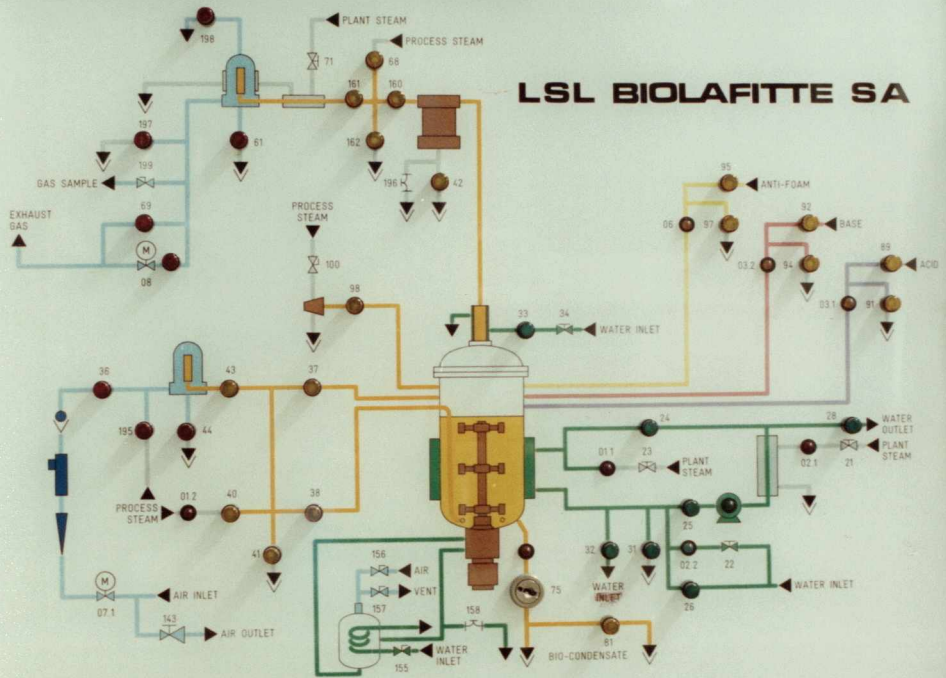 198
PLANT STEAM
PROCESS STEAM
71
68
161
160
LSL BIOLAFITTE SA
197
61
162
199
GAS SAMPLE
196
42
95
ANTI-FOAM
EXHAUST
GAS
69
PROCESS
STEAM
06
97
92
BASE
M
08
100
03.2
94
89
ACID
98
03.1
91
33
34
WATER INLET
36
43
37
24
28
WATER
OUTLET
195
44
01.1
23
PLANT
STEAM
02.1
21
PLANT
STEAM
PROCESS
STEAM
01.2
40
38
25
41
32
31
02.2
22
156
AIR
75
WATER
INLET
26
WATER INLET
M
07.1
AIR INLET
VENT
157
158
143
AIR OUTLET
61
155
WATER
INLET
BIO-CONDENSATE